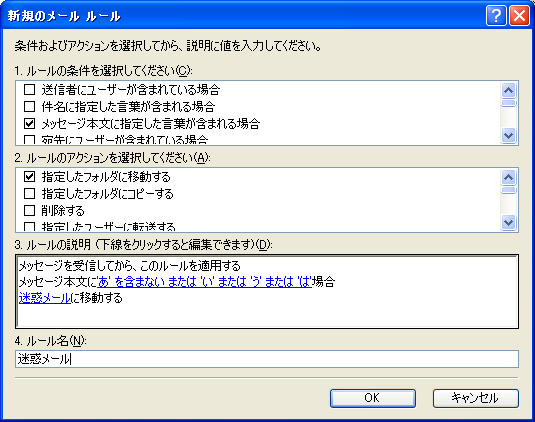 新規のメール ルール
条件およびアクションを選択してから、説明に値を入力してください。
1. ルールの条件を選択してください(C):
送信者にユーザーが含まれている場合
件名に指定した言葉が含まれる場合
メッセージ本文に指定した言葉が含まれる場合
宛先にユーザーが含まれている場合
2. ルールのアクションを選択してください(A):
指定したフォルダに移動する
指定したフォルダにコピーする
削除する
指定したユーザーに転送する
3. ルールの説明 (下線をクリックすると編集できます)(D):
メッセージを受信してから、このルールを適用する
メッセージ本文に'あ' を含まない または 'い' または 'う' または 'は'場合
迷惑メールに移動する
4. ルール名(N):
迷惑メール
OK キャンセル